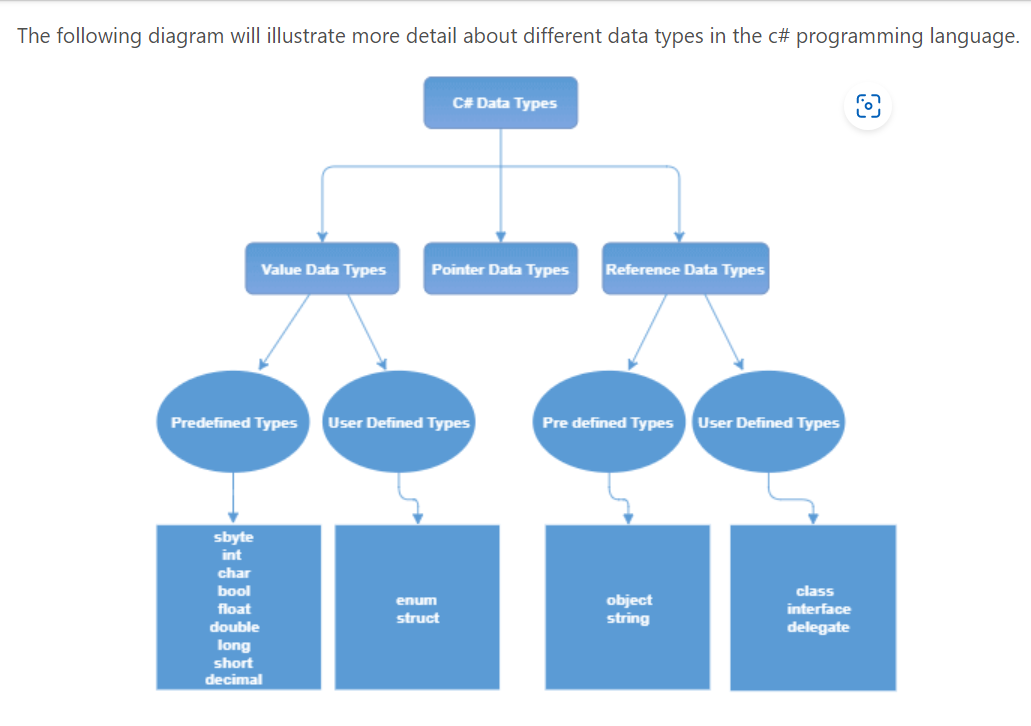 The following diagram will illustrate more detail about different data types in the c# programming language.
C# Data Types
Value Data Types
Pointer Data Types
Reference Data Types
Predefined Types
User Defined Types
Pre defined Types
User Defined Types
sbyte
int
char
bool
float
double
long
short
decimal
enum
struct
object
string
class
interface
delegate